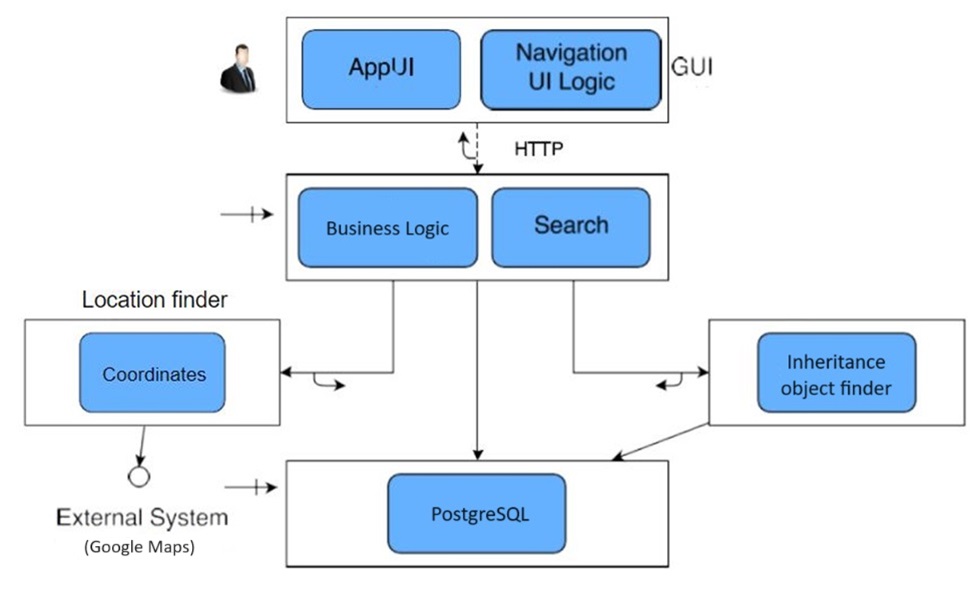 AppUI
Navigation
UI Logic
GUI
HTTP
Business Logic
Search
Location finder
Coordinates
Inheritance
object finder
External System
(Google Maps)
PostgreSQL